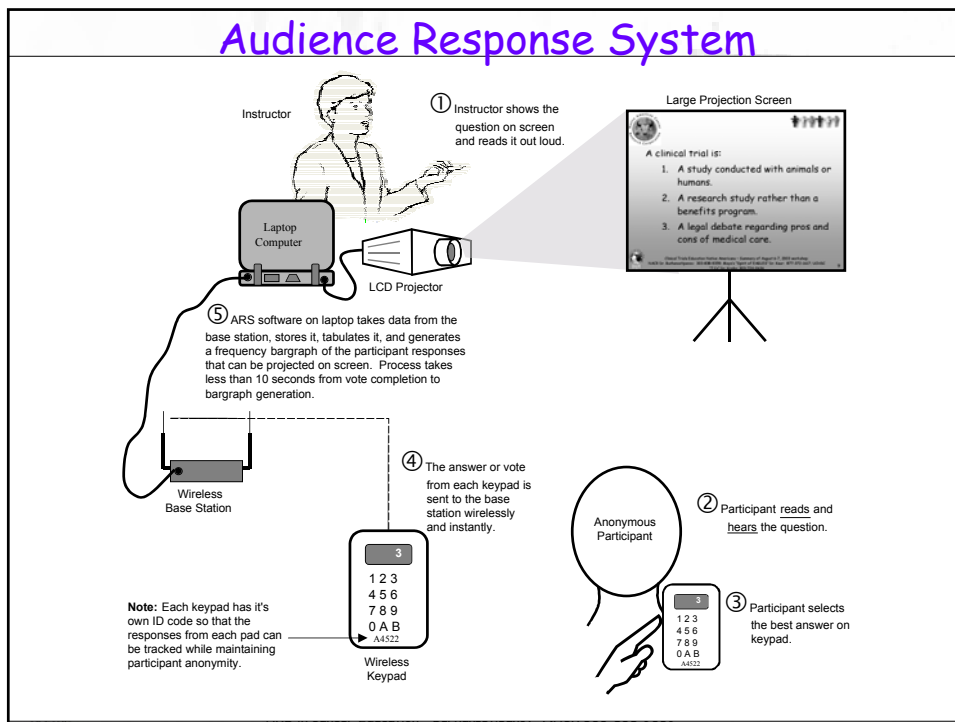 Audience Response System
Instructor
① Instructor shows the
question on screen
and reads it out loud.
Large Projection Screen
A clinical trial is:
1. A study conducted with animals or
humans.
2. A research study rather than a
benefits program.
3. A legal debate regarding pros and
cons of medical care.
Laptop
Computer
LCD Projector
⑤ ARS software on laptop takes data from the
base station, stores it, tabulates it, and generates
a frequency bargraph of the participant responses
that can be projected on screen. Process takes
less than 10 seconds from vote completion to
bargraph generation.
Wireless
Base Station
④ The answer or vote
from each keypad is
sent to the base
station wirelessly
and instantly.
3
1 2 3
4 5 6
7 8 9
0 A B
A4522
Wireless
Keypad
Note: Each keypad has it's
own ID code so that the
responses from each pad can
be tracked while maintaining
participant anonymity.
Anonymous
Participant
② Participant reads and
hears the question.
③ Participant selects
the best answer on
keypad.
3
1 2 3
4 5 6
7 8 9
0 A B
A4522